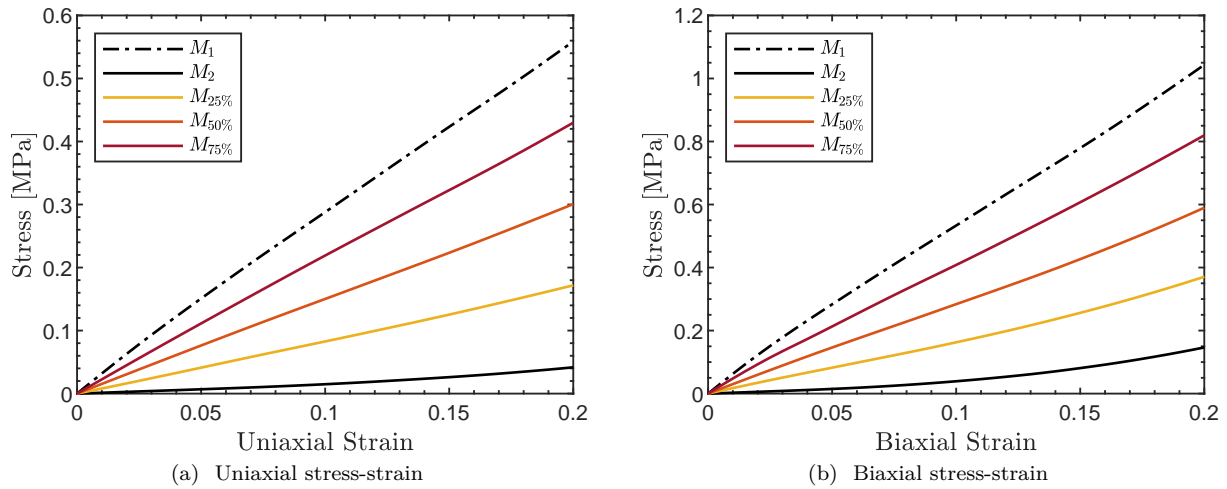 0.6
0.5
0.4
0.3
0.2
0.1
0
Stress [MPa]
M1
M2
M25%
M50%
M75%
0
0.05
0.1
0.15
0.2
Uniaxial Strain
(a) Uniaxial stress-strain
1.2
1
0.8
0.6
0.4
0.2
0
Stress [MPa]
M1
M2
M25%
M50%
M75%
0
0.05
0.1
0.15
0.2
Biaxial Strain
(b) Biaxial stress-strain